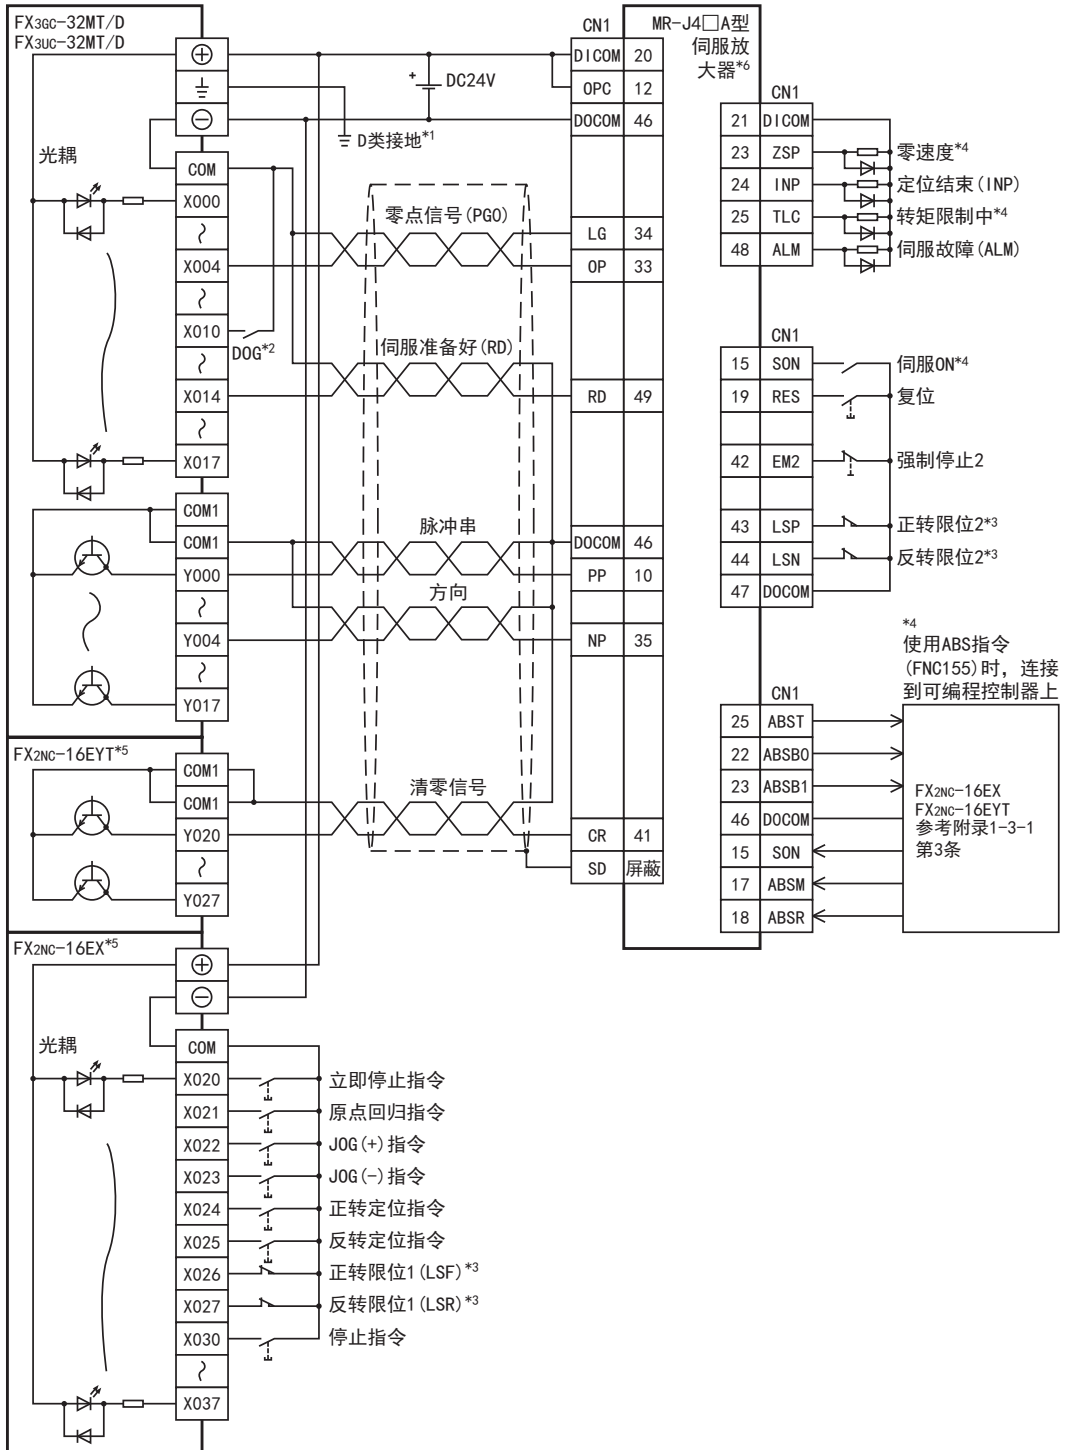 FX3GC-32MT/D
FX3UC-32MT/D
光耦
COM
X000
X004
X010
X014
X017
COM1
COM1
Y000
Y004
Y017
DC24V
D类接地*1
DOG*2
零点信号(PG0)
伺服准备好(RD)
脉冲串
方向
清零信号
FX2NC-16EYT*5
COM1
COM1
Y020
Y027
FX2NC-16EX*5
光耦
COM
X020 立即停止指令
X021 原点回归指令
X022 JOG(+)指令
X023 JOG(-)指令
X024 正转定位指令
X025 反转定位指令
X026 正转限位1(LSF)*3
X027 反转限位1(LSR)*3
X030 停止指令
X037
CN1
DICOM 20
OPC 12
DOCOM 46
LG 34
OP 33
RD 49
DOCOM 46
PP 10
NP 35
CR 41
SD 屏蔽
MR-J4□A型
伺服放
大器*6
CN1
21 DICOM
23 ZSP 零速度*4
24 INP 定位结束(INP)
25 TLC 转矩限制中*4
48 ALM 伺服故障(ALM)
CN1
15 SON 伺服ON*4
19 RES 复位
42 EM2 强制停止2
43 LSP 正转限位2*3
44 LSN 反转限位2*3
47 DOCOM
*4
使用ABS指令
(FNC155)时，连接
到可编程控制器上
CN1
25 ABST
22 ABSB0
23 ABSB1
46 DOCOM
15 SON
17 ABSM
18 ABSR
FX2NC-16EX
FX2NC-16EYT
参考附录1-3-1
第3条